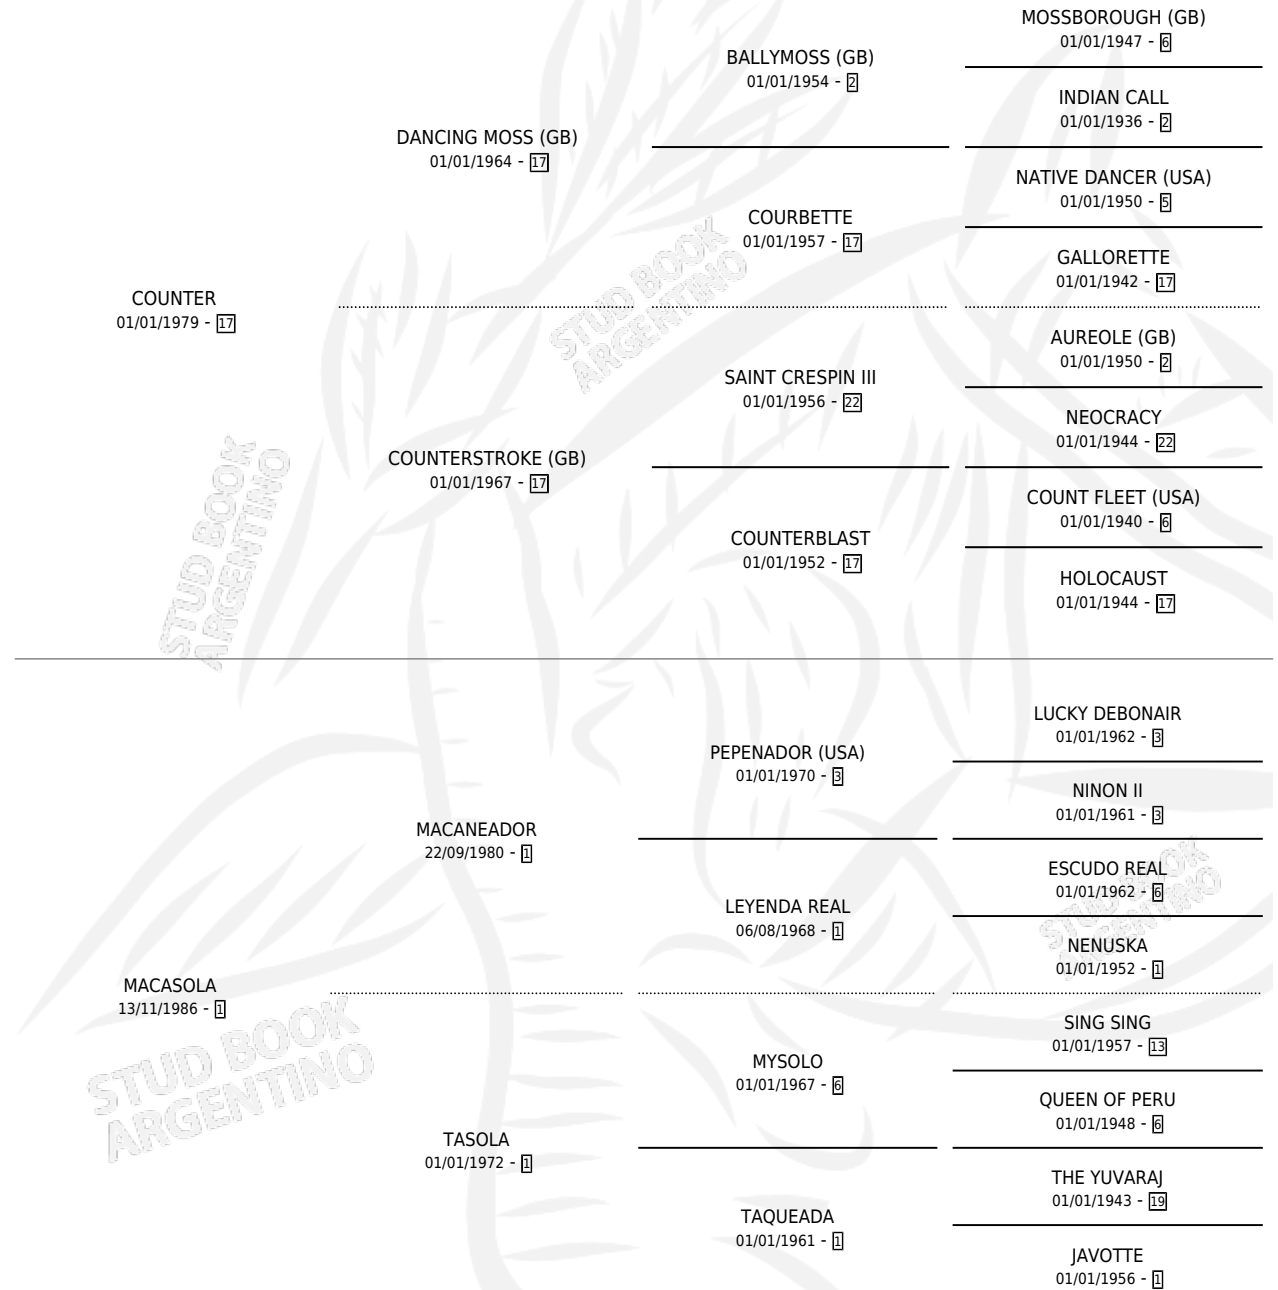 MOSSBOROUGH (GB)
01/01/1947 - 6
BALLYMOSS (GB)
01/01/1954 - 2
INDIAN CALL
01/01/1936 - 2
DANCING MOSS (GB)
01/01/1964 - 17
NATIVE DANCER (USA)
01/01/1950 - 5
COURBETTE
01/01/1957 - 17
GALLORETTE
01/01/1942 - 17
COUNTER
01/01/1979 - 17
AUREOLE (GB)
01/01/1950 - 2
SAINT CRESPIN III
01/01/1956 - 22
NEOCRACY
01/01/1944 - 22
COUNTERSTROKE (GB)
01/01/1967 - 17
COUNT FLEET (USA)
01/01/1940 - 6
COUNTERBLAST
01/01/1952 - 17
HOLOCAUST
01/01/1944 - 17
LUCKY DEBONAIR
01/01/1962 - 3
PEPENADOR (USA)
01/01/1970 - 3
NINON II
01/01/1961 - 3
MACANEADOR
22/09/1980 - 1
ESCUDO REAL
01/01/1962 - 6
LEYENDA REAL
06/08/1968 - 1
NENUSKA
01/01/1952 - 1
MACASOLA
13/11/1986 - 1
SING SING
01/01/1957 - 13
MYSOLO
01/01/1967 - 6
QUEEN OF PERU
01/01/1948 - 6
TASOLA
01/01/1972 - 1
THE YUVARAJ
01/01/1943 - 19
TAQUEADA
01/01/1961 - 1
JAVOTTE
01/01/1956 - 1
STUD BOOK
ARGENTINO
STUD BOOK
ARGENTINO
STUD BOOK
ARGENTINO
STUD BOOK
ARGENTINO